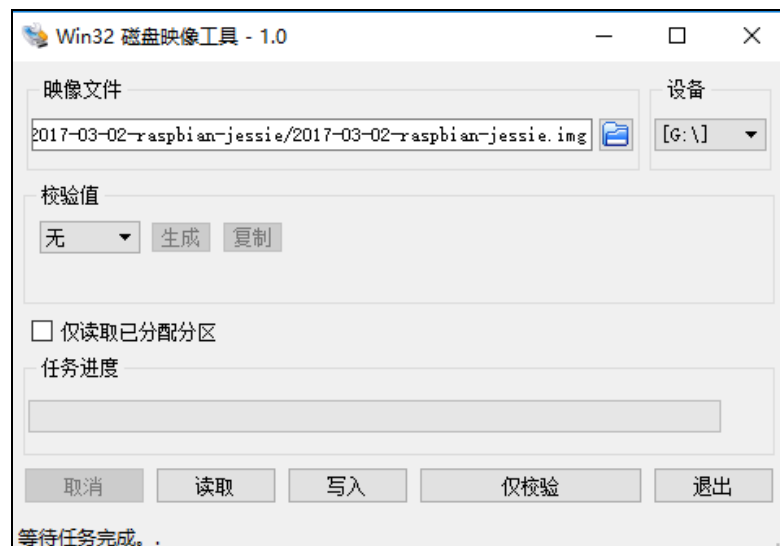 Win32 磁盘映像工具 - 1.0
映像文件 设备
2017-03-02-raspbian-jessie/2017-03-02-raspbian-jessie.img [G:\]
校验值
无 生成 复制
仅读取已分配分区
任务进度
取消 读取 写入 仅校验 退出
等待任务完成。.